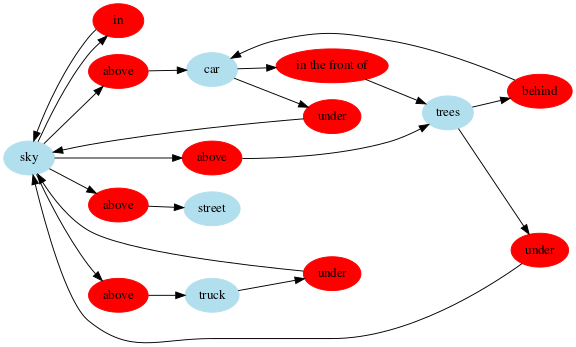 in
above
car
in the front of
behind
under
trees
sky
above
above
street
under
under
above
truck